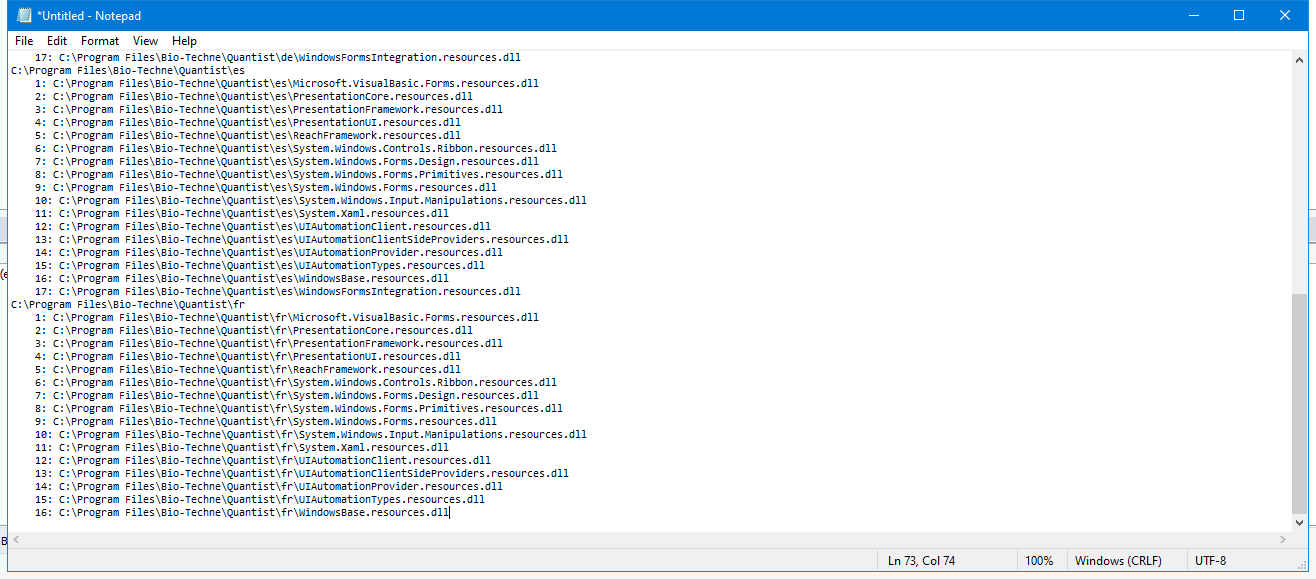 *Untitled - Notepad
File Edit Format View Help
17: C:\Program Files\Bio-Techne\Quantist\de\WindowsFormsIntegration.resources.dll
C:\Program Files\Bio-Techne\Quantist\es
1: C:\Program Files\Bio-Techne\Quantist\es\Microsoft.VisualBasic.Forms.resources.dll
2: C:\Program Files\Bio-Techne\Quantist\es\PresentationCore.resources.dll
3: C:\Program Files\Bio-Techne\Quantist\es\PresentationFramework.resources.dll
4: C:\Program Files\Bio-Techne\Quantist\es\PresentationUI.resources.dll
5: C:\Program Files\Bio-Techne\Quantist\es\ReachFramework.resources.dll
6: C:\Program Files\Bio-Techne\Quantist\es\System.Windows.Controls.Ribbon.resources.dll
7: C:\Program Files\Bio-Techne\Quantist\es\System.Windows.Forms.Design.resources.dll
8: C:\Program Files\Bio-Techne\Quantist\es\System.Windows.Forms.Primitives.resources.dll
9: C:\Program Files\Bio-Techne\Quantist\es\System.Windows.Forms.resources.dll
10: C:\Program Files\Bio-Techne\Quantist\es\System.Windows.Input.Manipulations.resources.dll
11: C:\Program Files\Bio-Techne\Quantist\es\System.Xaml.resources.dll
12: C:\Program Files\Bio-Techne\Quantist\es\UIAutomationClient.resources.dll
13: C:\Program Files\Bio-Techne\Quantist\es\UIAutomationClientSideProviders.resources.dll
14: C:\Program Files\Bio-Techne\Quantist\es\UIAutomationProvider.resources.dll
15: C:\Program Files\Bio-Techne\Quantist\es\UIAutomationTypes.resources.dll
16: C:\Program Files\Bio-Techne\Quantist\es\WindowsBase.resources.dll
17: C:\Program Files\Bio-Techne\Quantist\es\WindowsFormsIntegration.resources.dll
C:\Program Files\Bio-Techne\Quantist\fr
1: C:\Program Files\Bio-Techne\Quantist\fr\Microsoft.VisualBasic.Forms.resources.dll
2: C:\Program Files\Bio-Techne\Quantist\fr\PresentationCore.resources.dll
3: C:\Program Files\Bio-Techne\Quantist\fr\PresentationFramework.resources.dll
4: C:\Program Files\Bio-Techne\Quantist\fr\PresentationUI.resources.dll
5: C:\Program Files\Bio-Techne\Quantist\fr\ReachFramework.resources.dll
6: C:\Program Files\Bio-Techne\Quantist\fr\System.Windows.Controls.Ribbon.resources.dll
7: C:\Program Files\Bio-Techne\Quantist\fr\System.Windows.Forms.Design.resources.dll
8: C:\Program Files\Bio-Techne\Quantist\fr\System.Windows.Forms.Primitives.resources.dll
9: C:\Program Files\Bio-Techne\Quantist\fr\System.Windows.Forms.resources.dll
10: C:\Program Files\Bio-Techne\Quantist\fr\System.Windows.Input.Manipulations.resources.dll
11: C:\Program Files\Bio-Techne\Quantist\fr\System.Xaml.resources.dll
12: C:\Program Files\Bio-Techne\Quantist\fr\UIAutomationClient.resources.dll
13: C:\Program Files\Bio-Techne\Quantist\fr\UIAutomationClientSideProviders.resources.dll
14: C:\Program Files\Bio-Techne\Quantist\fr\UIAutomationProvider.resources.dll
15: C:\Program Files\Bio-Techne\Quantist\fr\UIAutomationTypes.resources.dll
16: C:\Program Files\Bio-Techne\Quantist\fr\WindowsBase.resources.dll
Ln 73, Col 74 100% Windows (CRLF) UTF-8